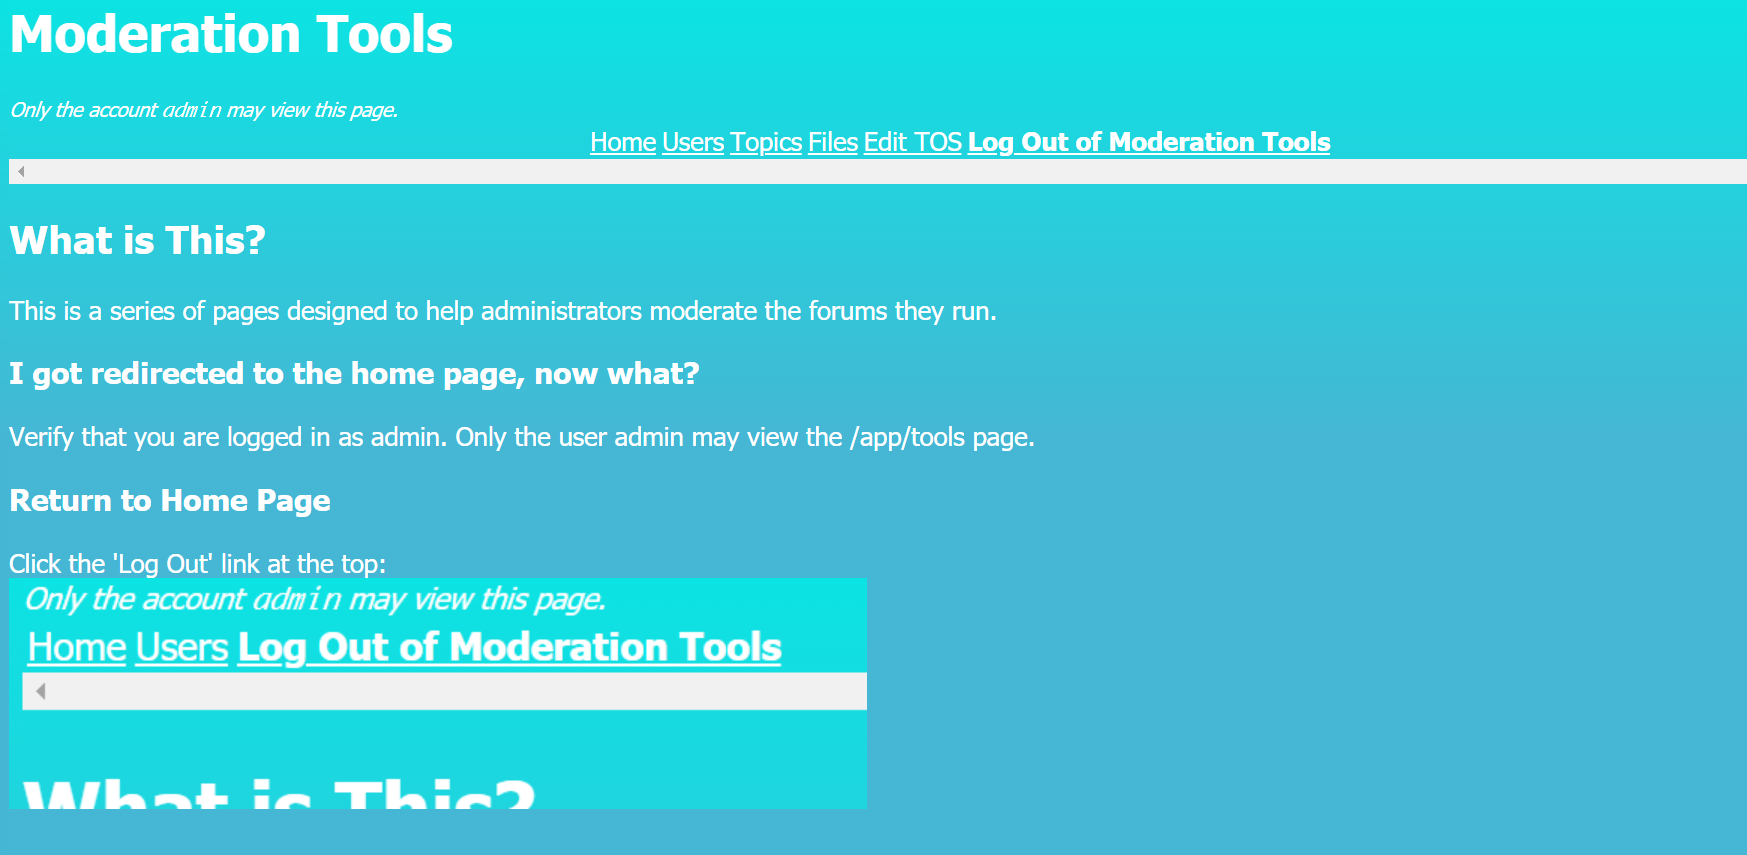 Moderation Tools
Only the account admin may view this page.
Home Users Topics Files Edit TOS Log Out of Moderation Tools
What is This?
This is a series of pages designed to help administrators moderate the forums they run.
I got redirected to the home page, now what?
Verify that you are logged in as admin. Only the user admin may view the /app/tools page.
Return to Home Page
Click the 'Log Out' link at the top:
Only the account admin may view this page.
Home Users Log Out of Moderation Tools
What is This?